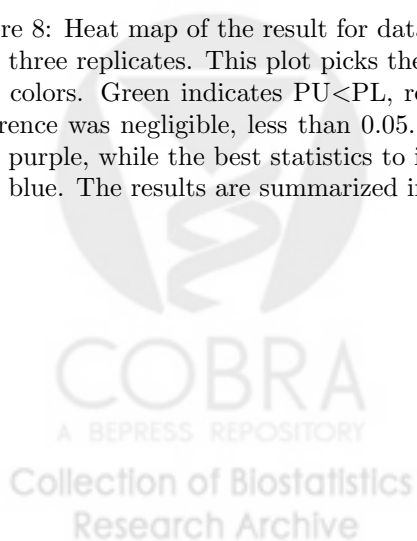 re 8: Heat map of the result for data
three replicates. This plot picks the
colors. Green indicates PU<PL, re
rence was negligible, less than 0.05.
purple, while the best statistics to i
blue. The results are summarized in
COBRA
A BEPRESS REPOSITORY
Collection of Biostatistics
Research Archive